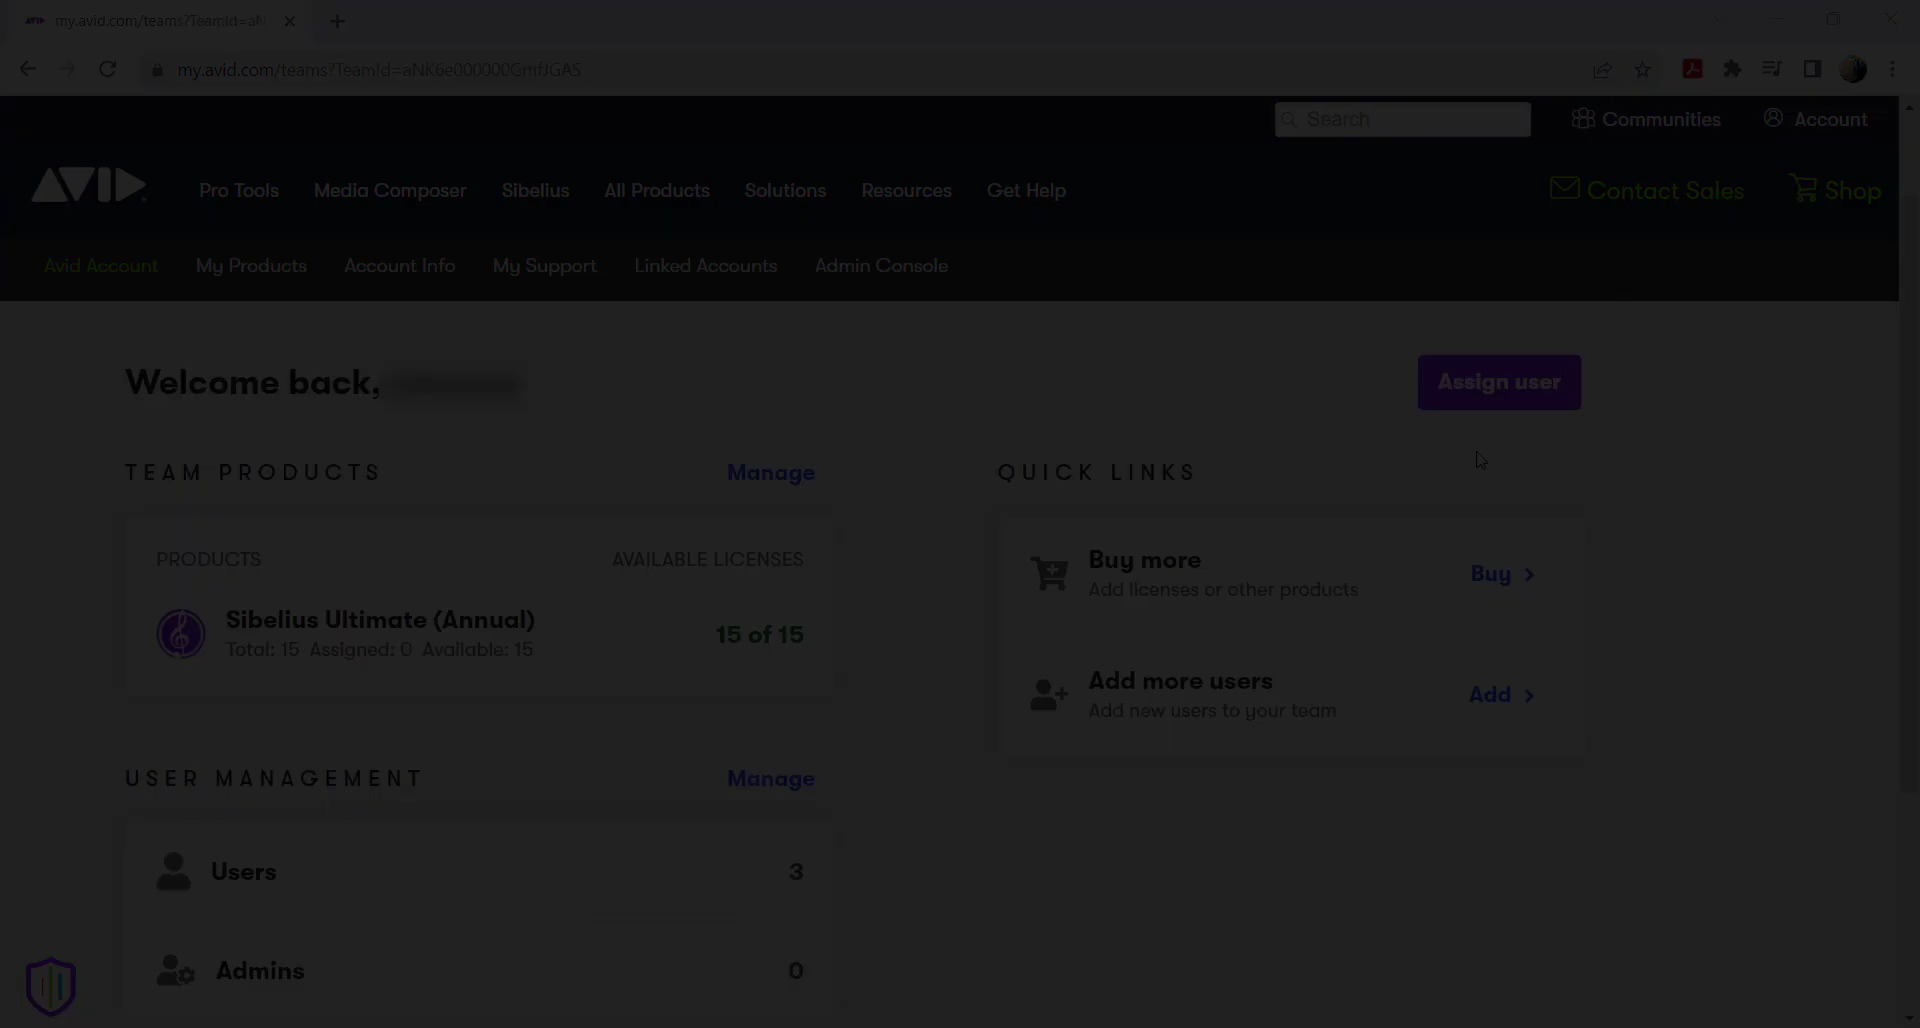 AVID my.avid.com/teams?TeamId=aN
my.avid.com/teams?TeamId=aNK6e000000GmfJGAS
Search
Communities
Account
AVID
Pro Tools
Media Composer
Sibelius
All Products
Solutions
Resources
Get Help
Contact Sales
Shop
Avid Account
My Products
Account Info
My Support
Linked Accounts
Admin Console
Welcome back,
Assign user
TEAM PRODUCTS
Manage
PRODUCTS
AVAILABLE LICENSES
Sibelius Ultimate (Annual)
Total: 15 Assigned: 0 Available: 15
15 of 15
QUICK LINKS
Buy more
Add licenses or other products
Buy
Add more users
Add new users to your team
Add
USER MANAGEMENT
Manage
Users
3
Admins
0